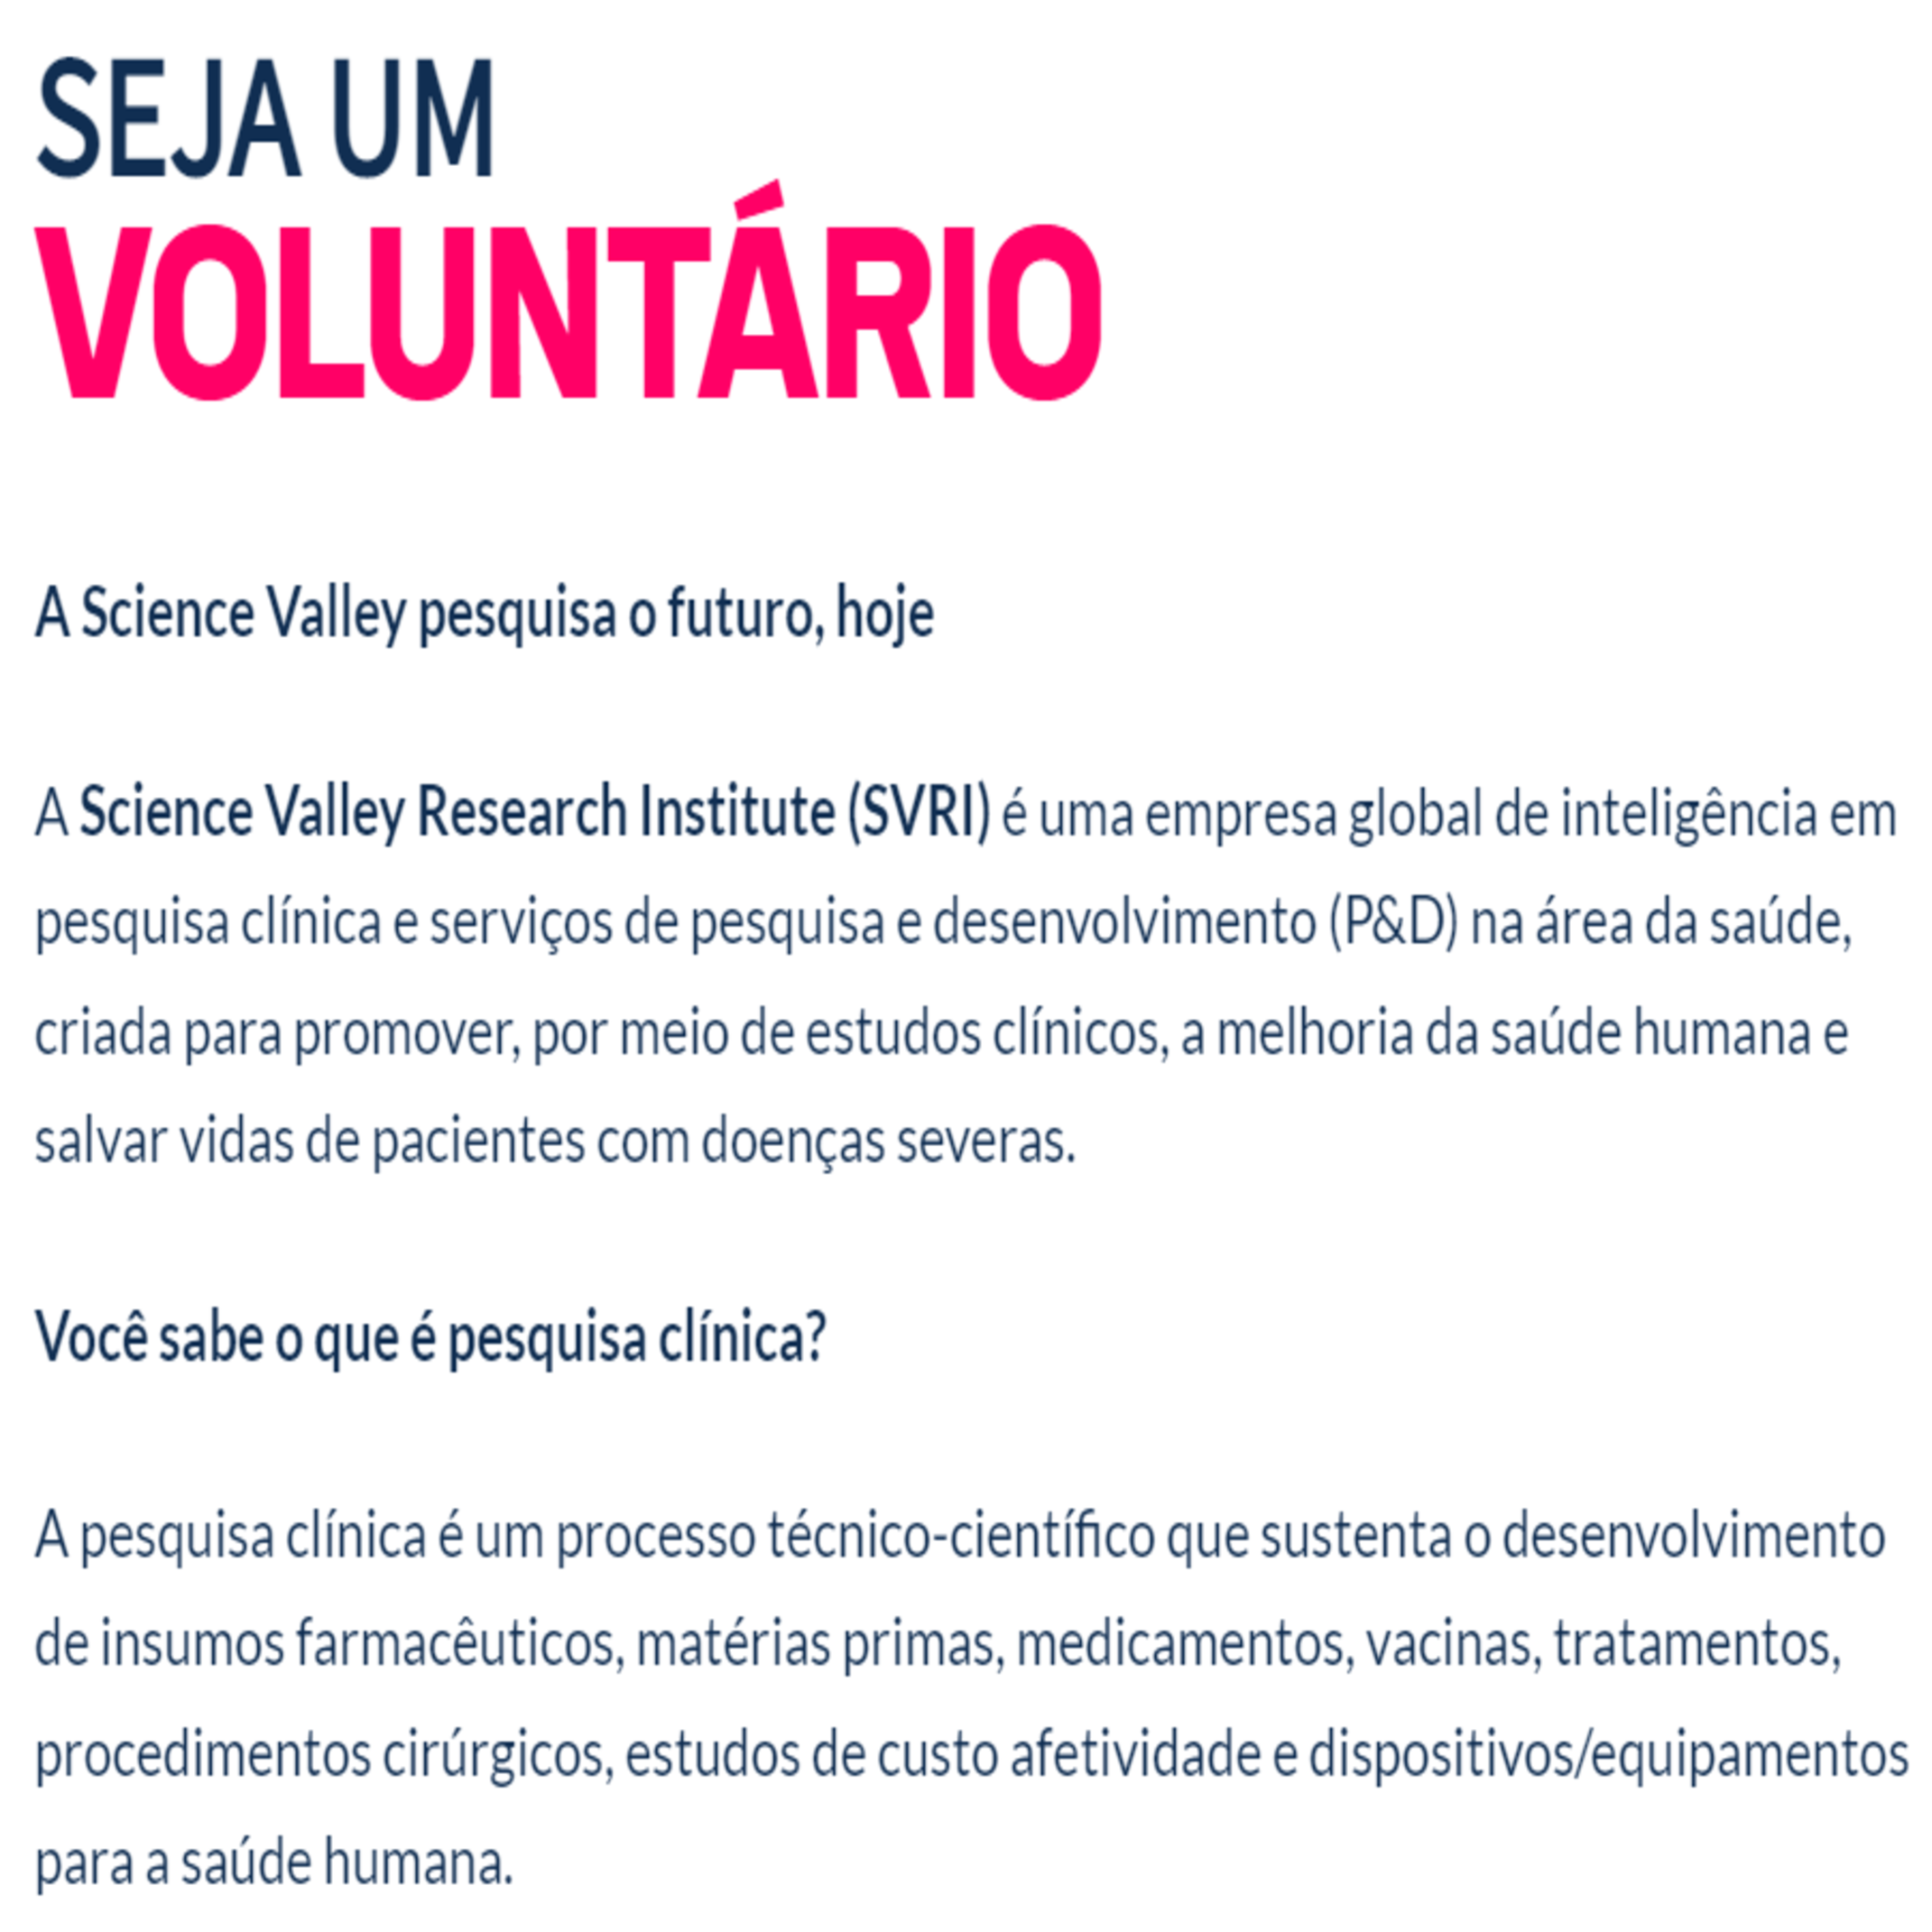 SEJA UM
VOLUNTÁRIO
A Science Valley pesquisa o futuro, hoje
A Science Valley Research Institute (SVRI) é uma empresa global de inteligência em
pesquisa clínica e serviços de pesquisa e desenvolvimento (P&D) na área da saúde,
criada para promover, por meio de estudos clínicos, a melhoria da saúde humana e
salvar vidas de pacientes com doenças severas.
Você sabe o que é pesquisa clínica?
A pesquisa clínica é um processo técnico-científico que sustenta o desenvolvimento
de insumos farmacêuticos, matérias primas, medicamentos, vacinas, tratamentos,
procedimentos cirúrgicos, estudos de custo afetividade e dispositivos/equipamentos
para a saúde humana.